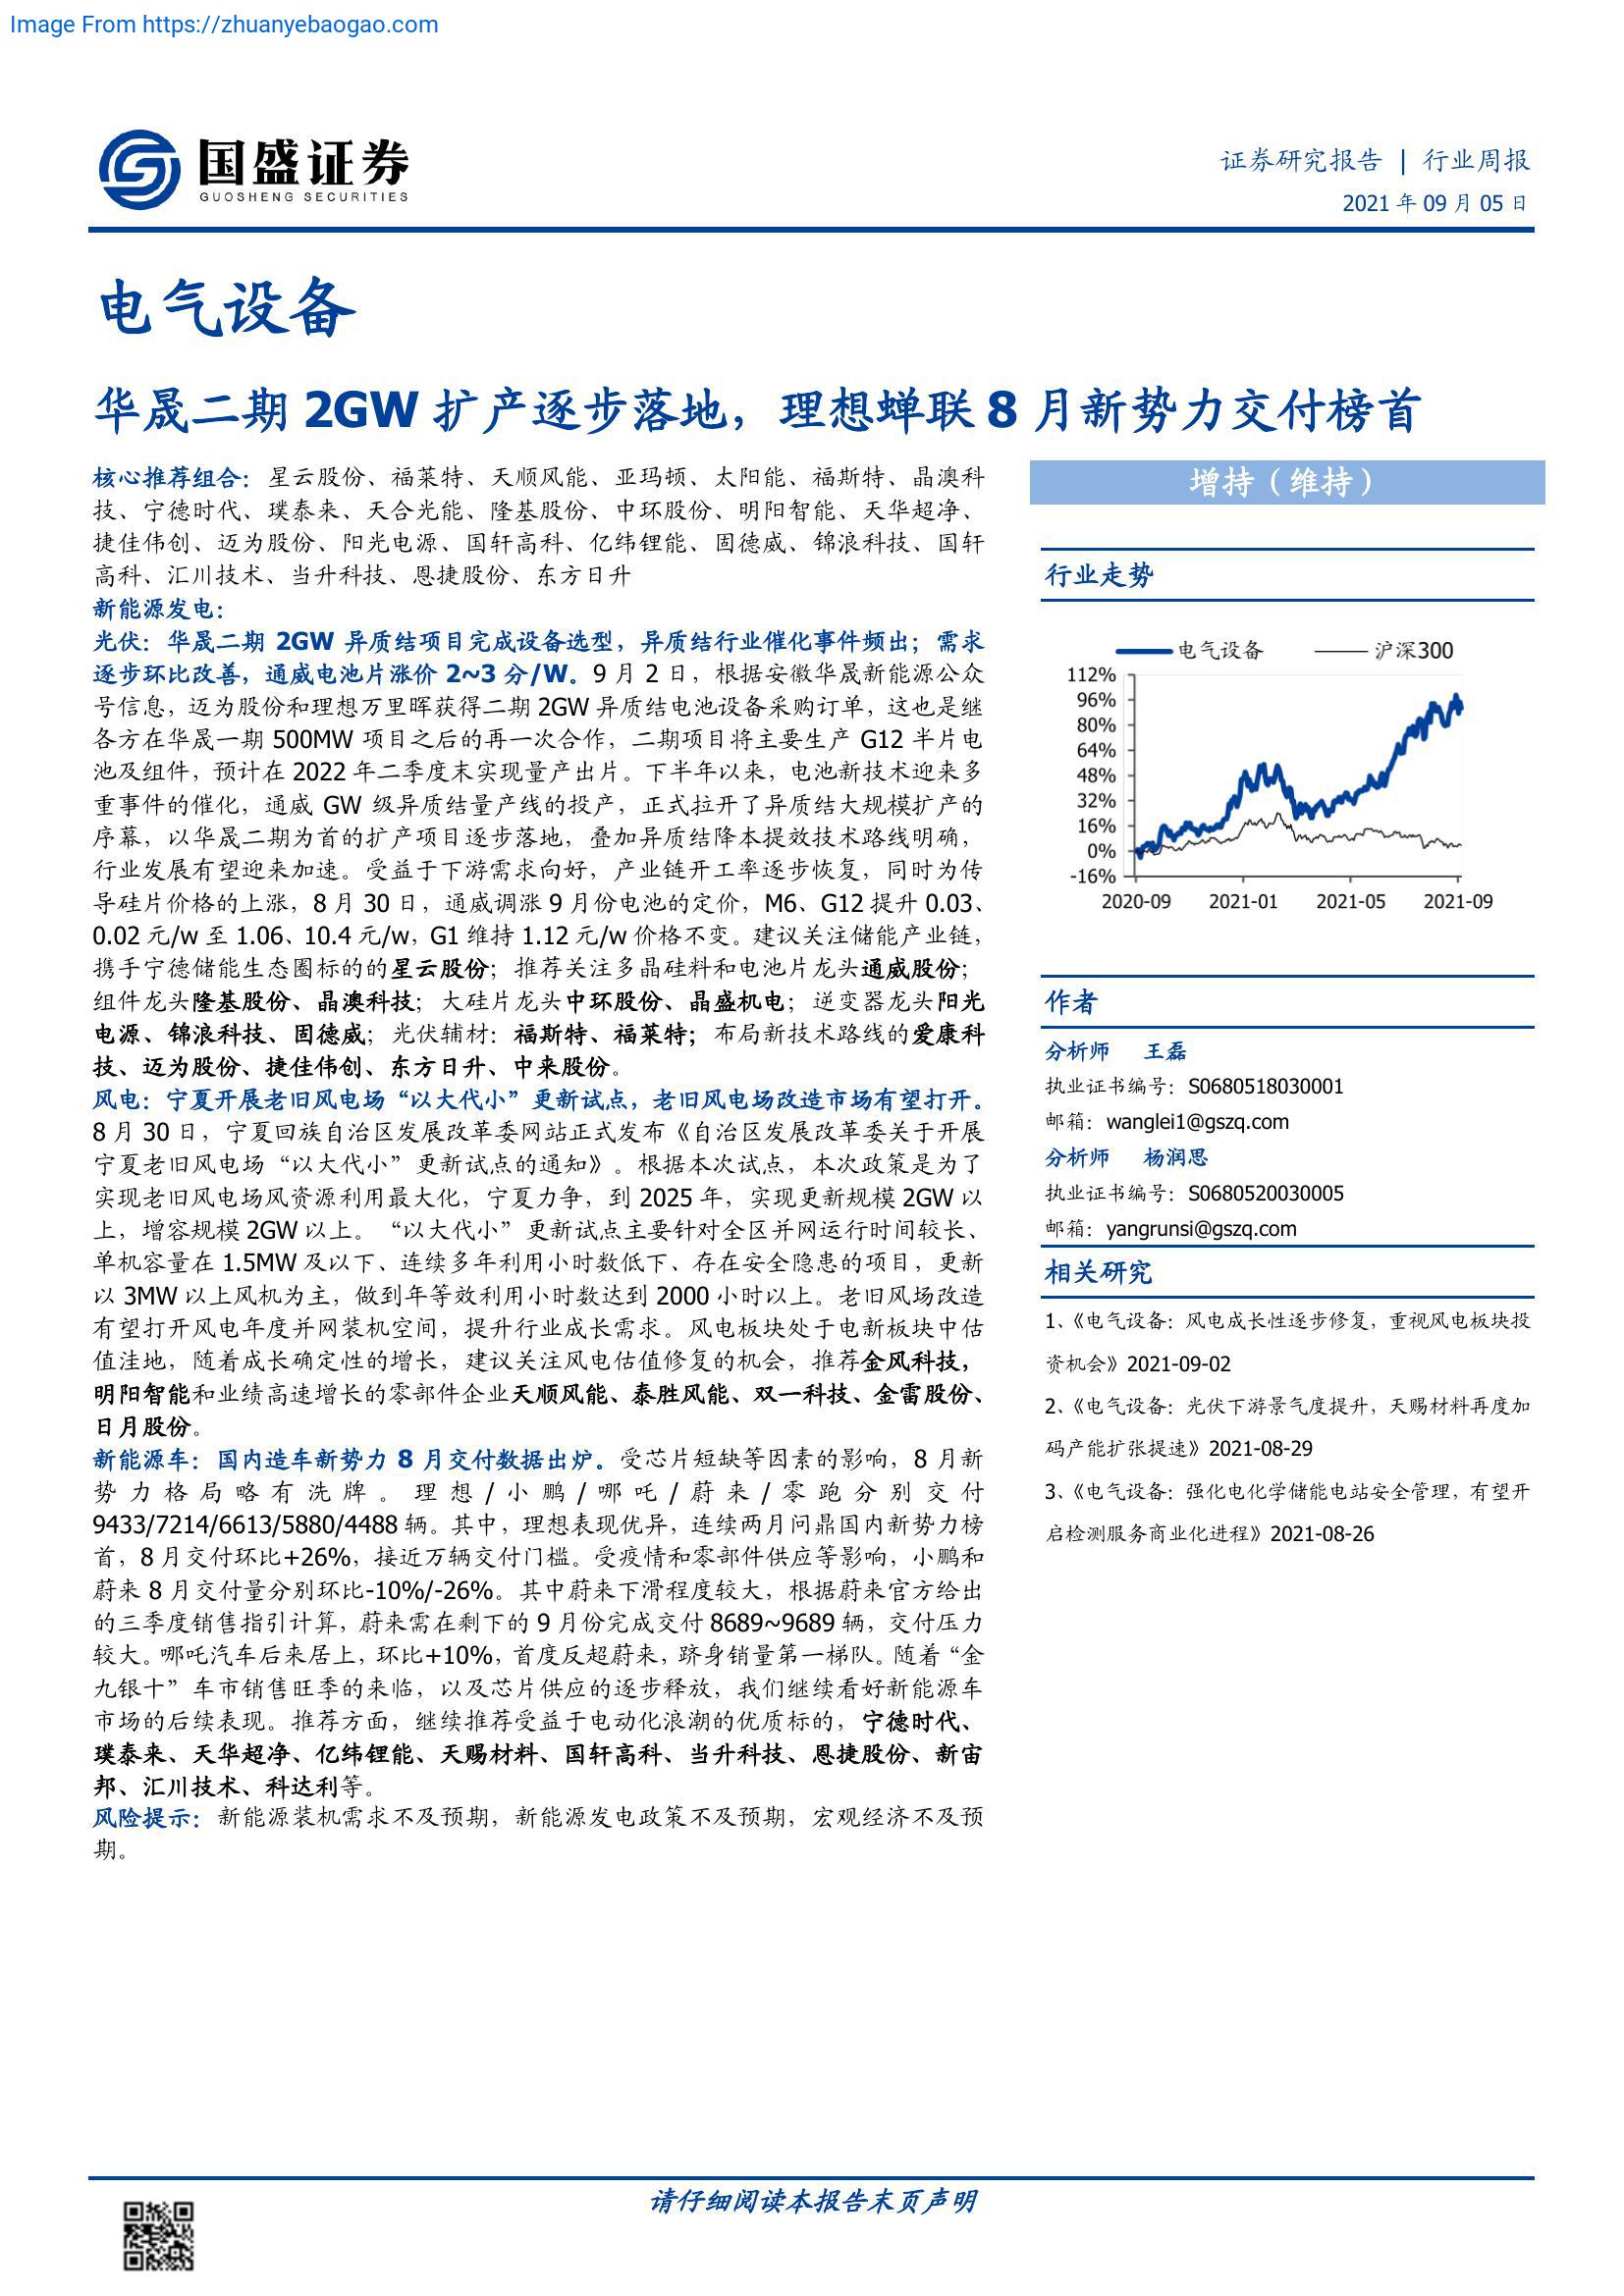 Image From https://zhuanyebaogao.com
国盛证券
GUOSHENG SECURITIES
证券研究报告 | 行业周报
2021 年 09 月 05 日
电气设备
华晟二期 2GW 扩产逐步落地，理想蝉联 8 月新势力交付榜首
核心推荐组合：星云股份、福莱特、天顺风能、亚玛顿、太阳能、福斯特、晶澳科
技、宁德时代、璞泰来、天合光能、隆基股份、中环股份、明阳智能、天华超净、
捷佳伟创、迈为股份、阳光电源、国轩高科、亿纬锂能、固德威、锦浪科技、国轩
高科、汇川技术、当升科技、恩捷股份、东方日升
新能源发电：
光伏：华晟二期 2GW 异质结项目完成设备选型，异质结行业催化事件频出；需求
逐步环比改善，通威电池片涨价 2~3 分/W。9 月 2 日，根据安徽华晟新能源公众
号信息，迈为股份和理想万里晖获得二期 2GW 异质结电池设备采购订单，这也是继
各方在华晟一期 500MW 项目之后的再一次合作，二期项目将主要生产 G12 半片电
池及组件，预计在 2022 年二季度末实现量产出片。下半年以来，电池新技术迎来多
重事件的催化，通威 GW 级异质结量产线的投产，正式拉开了异质结大规模扩产的
序幕，以华晟二期为首的扩产项目逐步落地，叠加异质结降本提效技术路线明确，
行业发展有望迎来加速。受益于下游需求向好，产业链开工率逐步恢复，同时为传
导硅片价格的上涨，8 月 30 日，通威调涨 9 月份电池的定价，M6、G12 提升 0.03、
0.02 元/w 至 1.06、10.4 元/w，G1 维持 1.12 元/w 价格不变。建议关注储能产业链，
携手宁德储能生态圈标的的星云股份；推荐关注多晶硅料和电池片龙头通威股份；
组件龙头隆基股份、晶澳科技；大硅片龙头中环股份、晶盛机电；逆变器龙头阳光
电源、锦浪科技、固德威；光伏辅材：福斯特、福莱特；布局新技术路线的爱康科
技、迈为股份、捷佳伟创、东方日升、中来股份。
风电：宁夏开展老旧风电场“以大代小”更新试点，老旧风电场改造市场有望打开。
8 月 30 日，宁夏回族自治区发展改革委网站正式发布《自治区发展改革委关于开展
宁夏老旧风电场“以大代小”更新试点的通知》。根据本次试点，本次政策是为了
实现老旧风电场风资源利用最大化，宁夏力争，到 2025 年，实现更新规模 2GW 以
上，增容规模 2GW 以上。“以大代小”更新试点主要针对全区并网运行时间较长、
单机容量在 1.5MW 及以下、连续多年利用小时数低下、存在安全隐患的项目，更新
以 3MW 以上风机为主，做到年等效利用小时数达到 2000 小时以上。老旧风场改造
有望打开风电年度并网装机空间，提升行业成长需求。风电板块处于电新板块中估
值洼地，随着成长确定性的增长，建议关注风电估值修复的机会，推荐金风科技，
明阳智能和业绩高速增长的零部件企业天顺风能、泰胜风能、双一科技、金雷股份、
日月股份。
新能源车：国内造车新势力 8 月交付数据出炉。受芯片短缺等因素的影响，8 月新
势力格局略有洗牌。理想/小鹏/哪吒/蔚来/零跑分别交付
9433/7214/6613/5880/4488 辆。其中，理想表现优异，连续两月问鼎国内新势力榜
首，8 月交付环比+26%，接近万辆交付门槛。受疫情和零部件供应等影响，小鹏和
蔚来 8 月交付量分别环比-10%/-26%。其中蔚来下滑程度较大，根据蔚来官方给出
的三季度销售指引计算，蔚来需在剩下的 9 月份完成交付 8689~9689 辆，交付压力
较大。哪吒汽车后来居上，环比+10%，首度反超蔚来，跻身销量第一梯队。随着“金
九银十”车市销售旺季的来临，以及芯片供应的逐步释放，我们继续看好新能源车
市场的后续表现。推荐方面，继续推荐受益于电动化浪潮的优质标的，宁德时代、
璞泰来、天华超净、亿纬锂能、天赐材料、国轩高科、当升科技、恩捷股份、新宙
邦、汇川技术、科达利等。
风险提示：新能源装机需求不及预期，新能源发电政策不及预期，宏观经济不及预
期。
增持（维持）
行业走势
电气设备 沪深300
112%
96%
80%
64%
48%
32%
16%
0%
-16%
2020-09 2021-01 2021-05 2021-09
作者
分析师 王磊
执业证书编号：S0680518030001
邮箱：wanglei1@gszq.com
分析师 杨润思
执业证书编号：S0680520030005
邮箱：yangrunsi@gszq.com
相关研究
1、《电气设备：风电成长性逐步修复，重视风电板块投
资机会》2021-09-02
2、《电气设备：光伏下游景气度提升，天赐材料再度加
码产能扩张提速》2021-08-29
3、《电气设备：强化电化学储能电站安全管理，有望开
启检测服务商业化进程》2021-08-26
请仔细阅读本报告末页声明